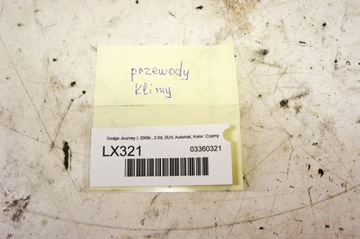 przewody
Klimy
Dodge Journey I, 2009r., 2.0d, SUV, Automat, Kolor: Czarny
LX321
03360321